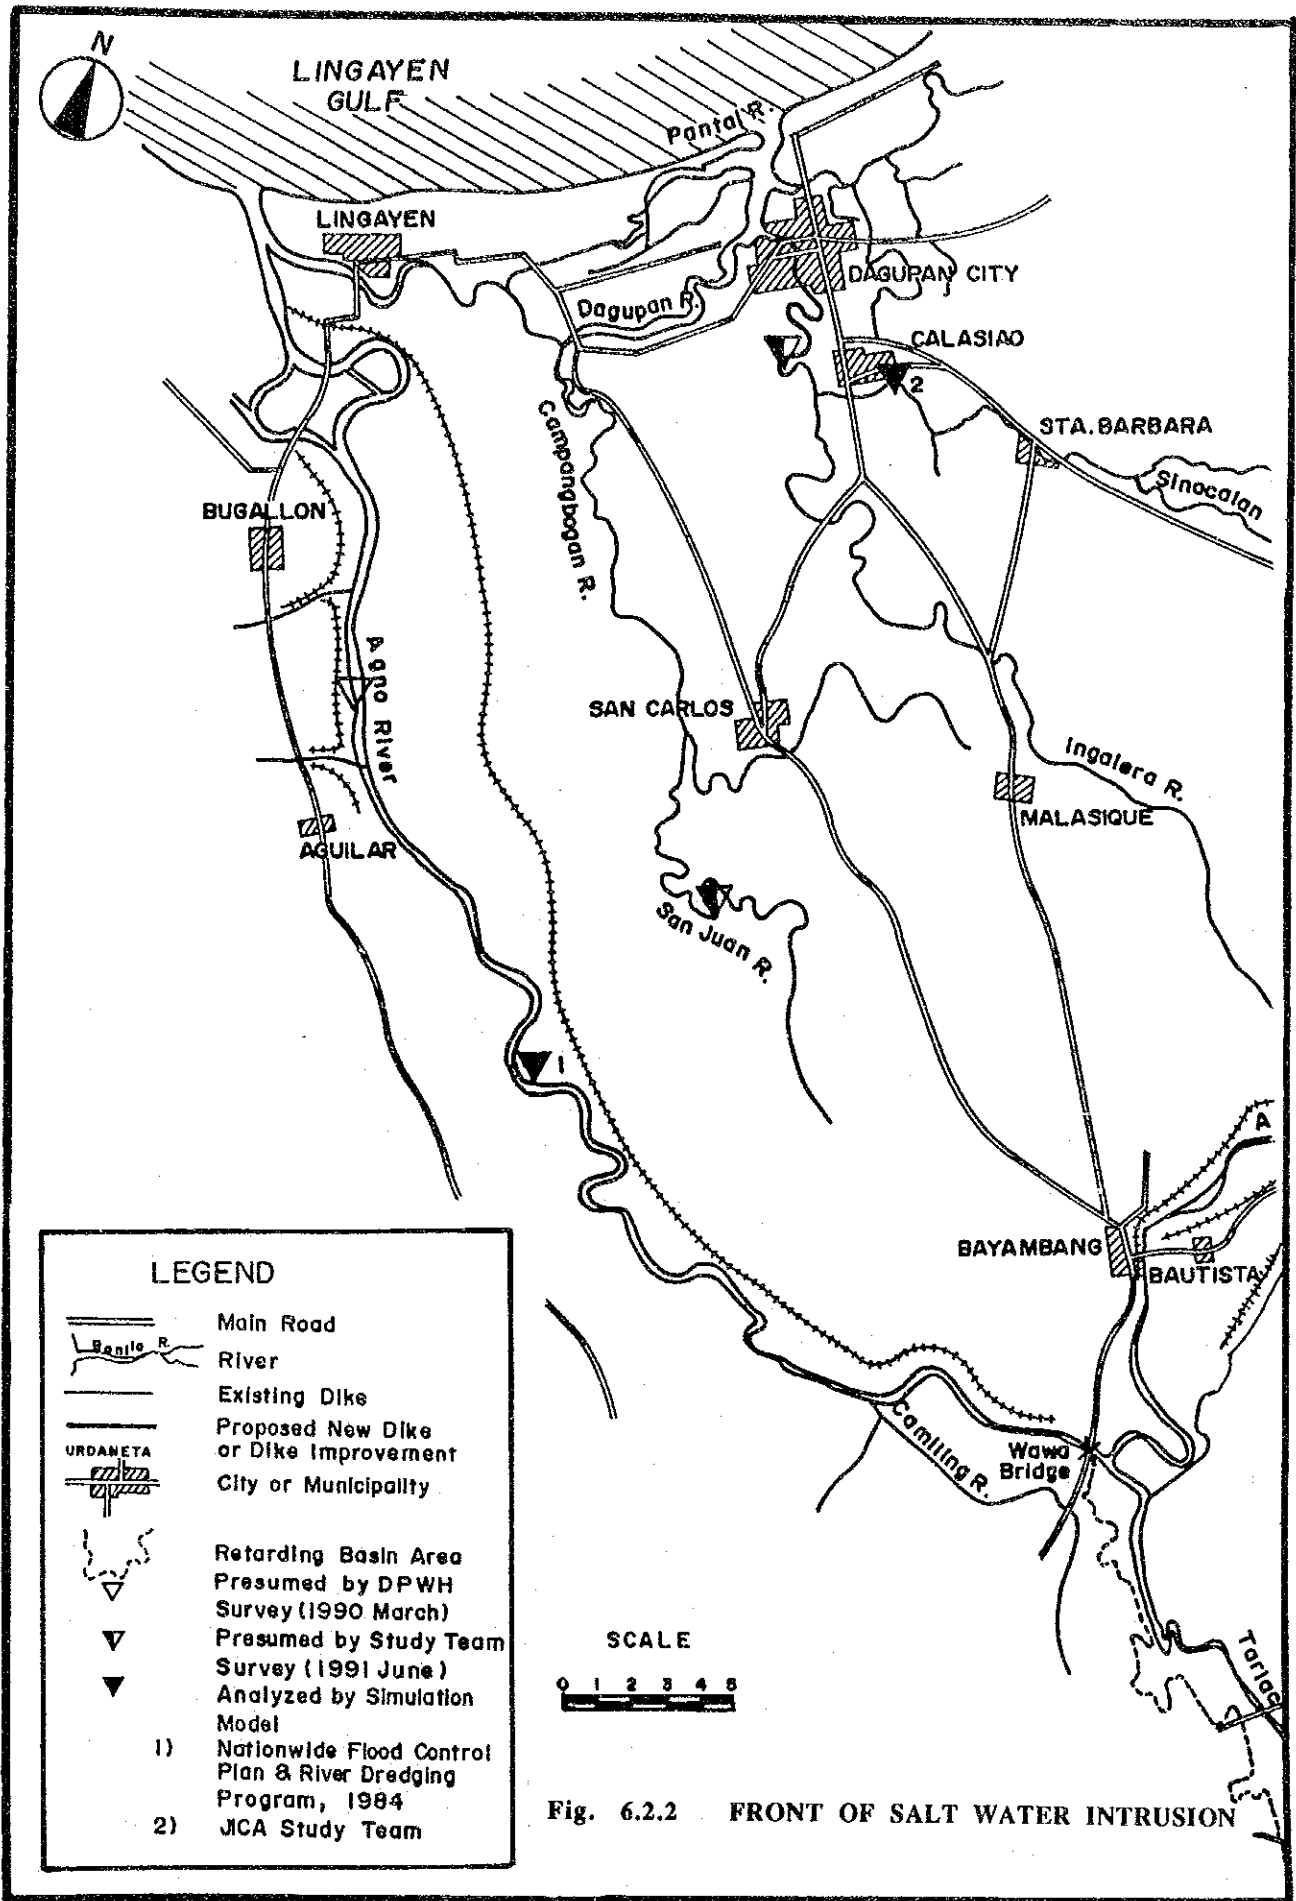 N
LINGAYEN
GULF
Pantal R.
LINGAYEN
DAGUPAN CITY
Dagupan R.
CALASIAO
2
Campangbogan R.
STA. BARBARA
Sinocalan
BUGALLON
Agno River
SAN CARLOS
Ingalera R.
MALASIQUE
AGUILAR
San Juan R.
1
A
BAYAMBANG
BAUTISTA
Camiling R.
Wawa
Bridge
Tarlac
LEGEND
Main Road
Banila R.
River
Existing Dike
Proposed New Dike
or Dike Improvement
URDANETA
City or Municipality
Retarding Basin Area
Presumed by DPWH
Survey (1990 March)
Presumed by Study Team
Survey (1991 June)
Analyzed by Simulation
Model
1) Nationwide Flood Control
Plan & River Dredging
Program, 1984
2) JICA Study Team
SCALE
0 1 2 3 4 5
Fig. 6.2.2 FRONT OF SALT WATER INTRUSION